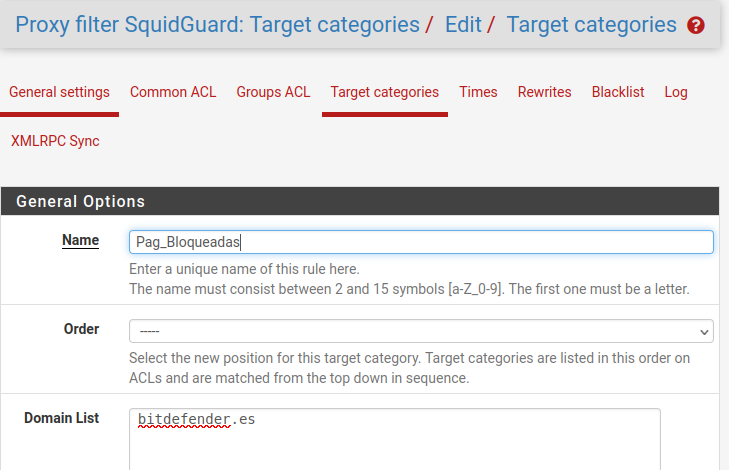 Proxy filter SquidGuard: Target categories / Edit / Target categories ?
General settings Common ACL Groups ACL Target categories Times Rewrites Blacklist Log
XMLRPC Sync
General Options
Name Pag_Bloqueadas
Enter a unique name of this rule here.
The name must consist between 2 and 15 symbols [a-Z_0-9]. The first one must be a letter.
Order -----
Select the new position for this target category. Target categories are listed in this order on
ACLs and are matched from the top down in sequence.
Domain List bitdefender.es